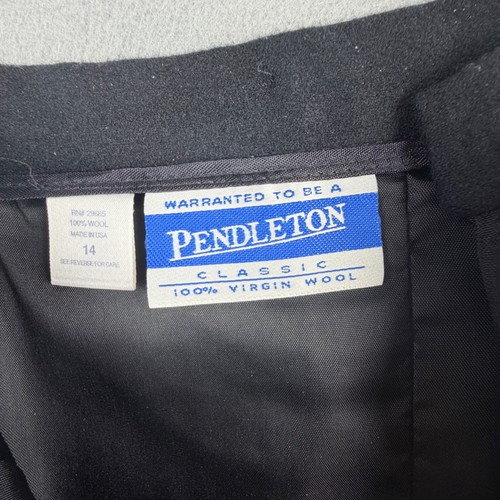 RN# 29685
100% WOOL
MADE IN USA
14
SEE REVERSE FOR CARE
WARRANTED TO BE A
PENDLETON
CLASSIC
100% VIRGIN WOOL